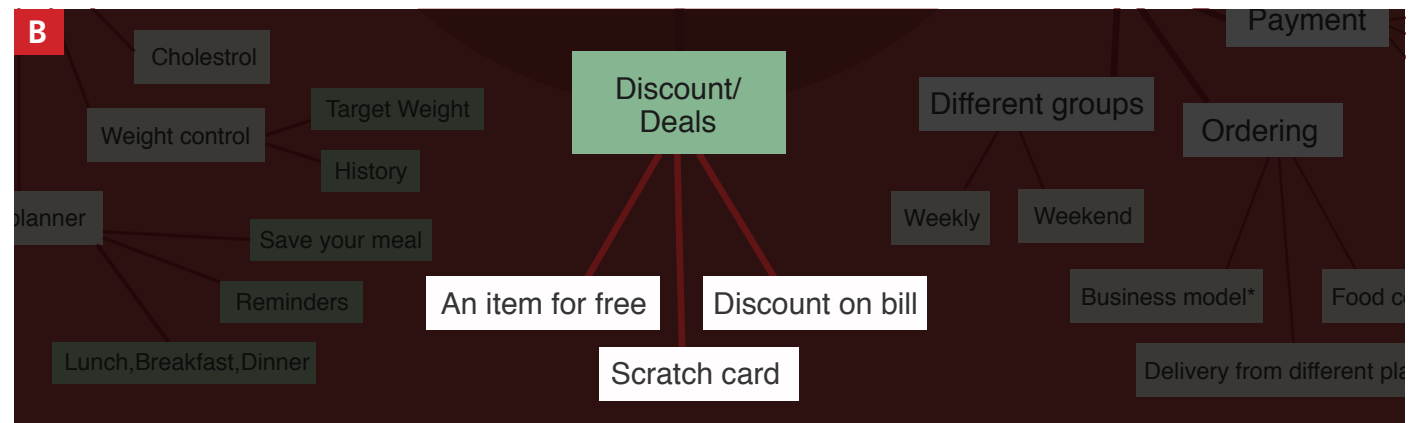 B
Payment
Cholestrol
Discount/
Deals
Target Weight
Different groups
Weight control
Ordering
History
planner
Weekly
Weekend
Save your meal
An item for free
Discount on bill
Reminders
Business model*
Food
Scratch card
Lunch,Breakfast,Dinner
Delivery from different